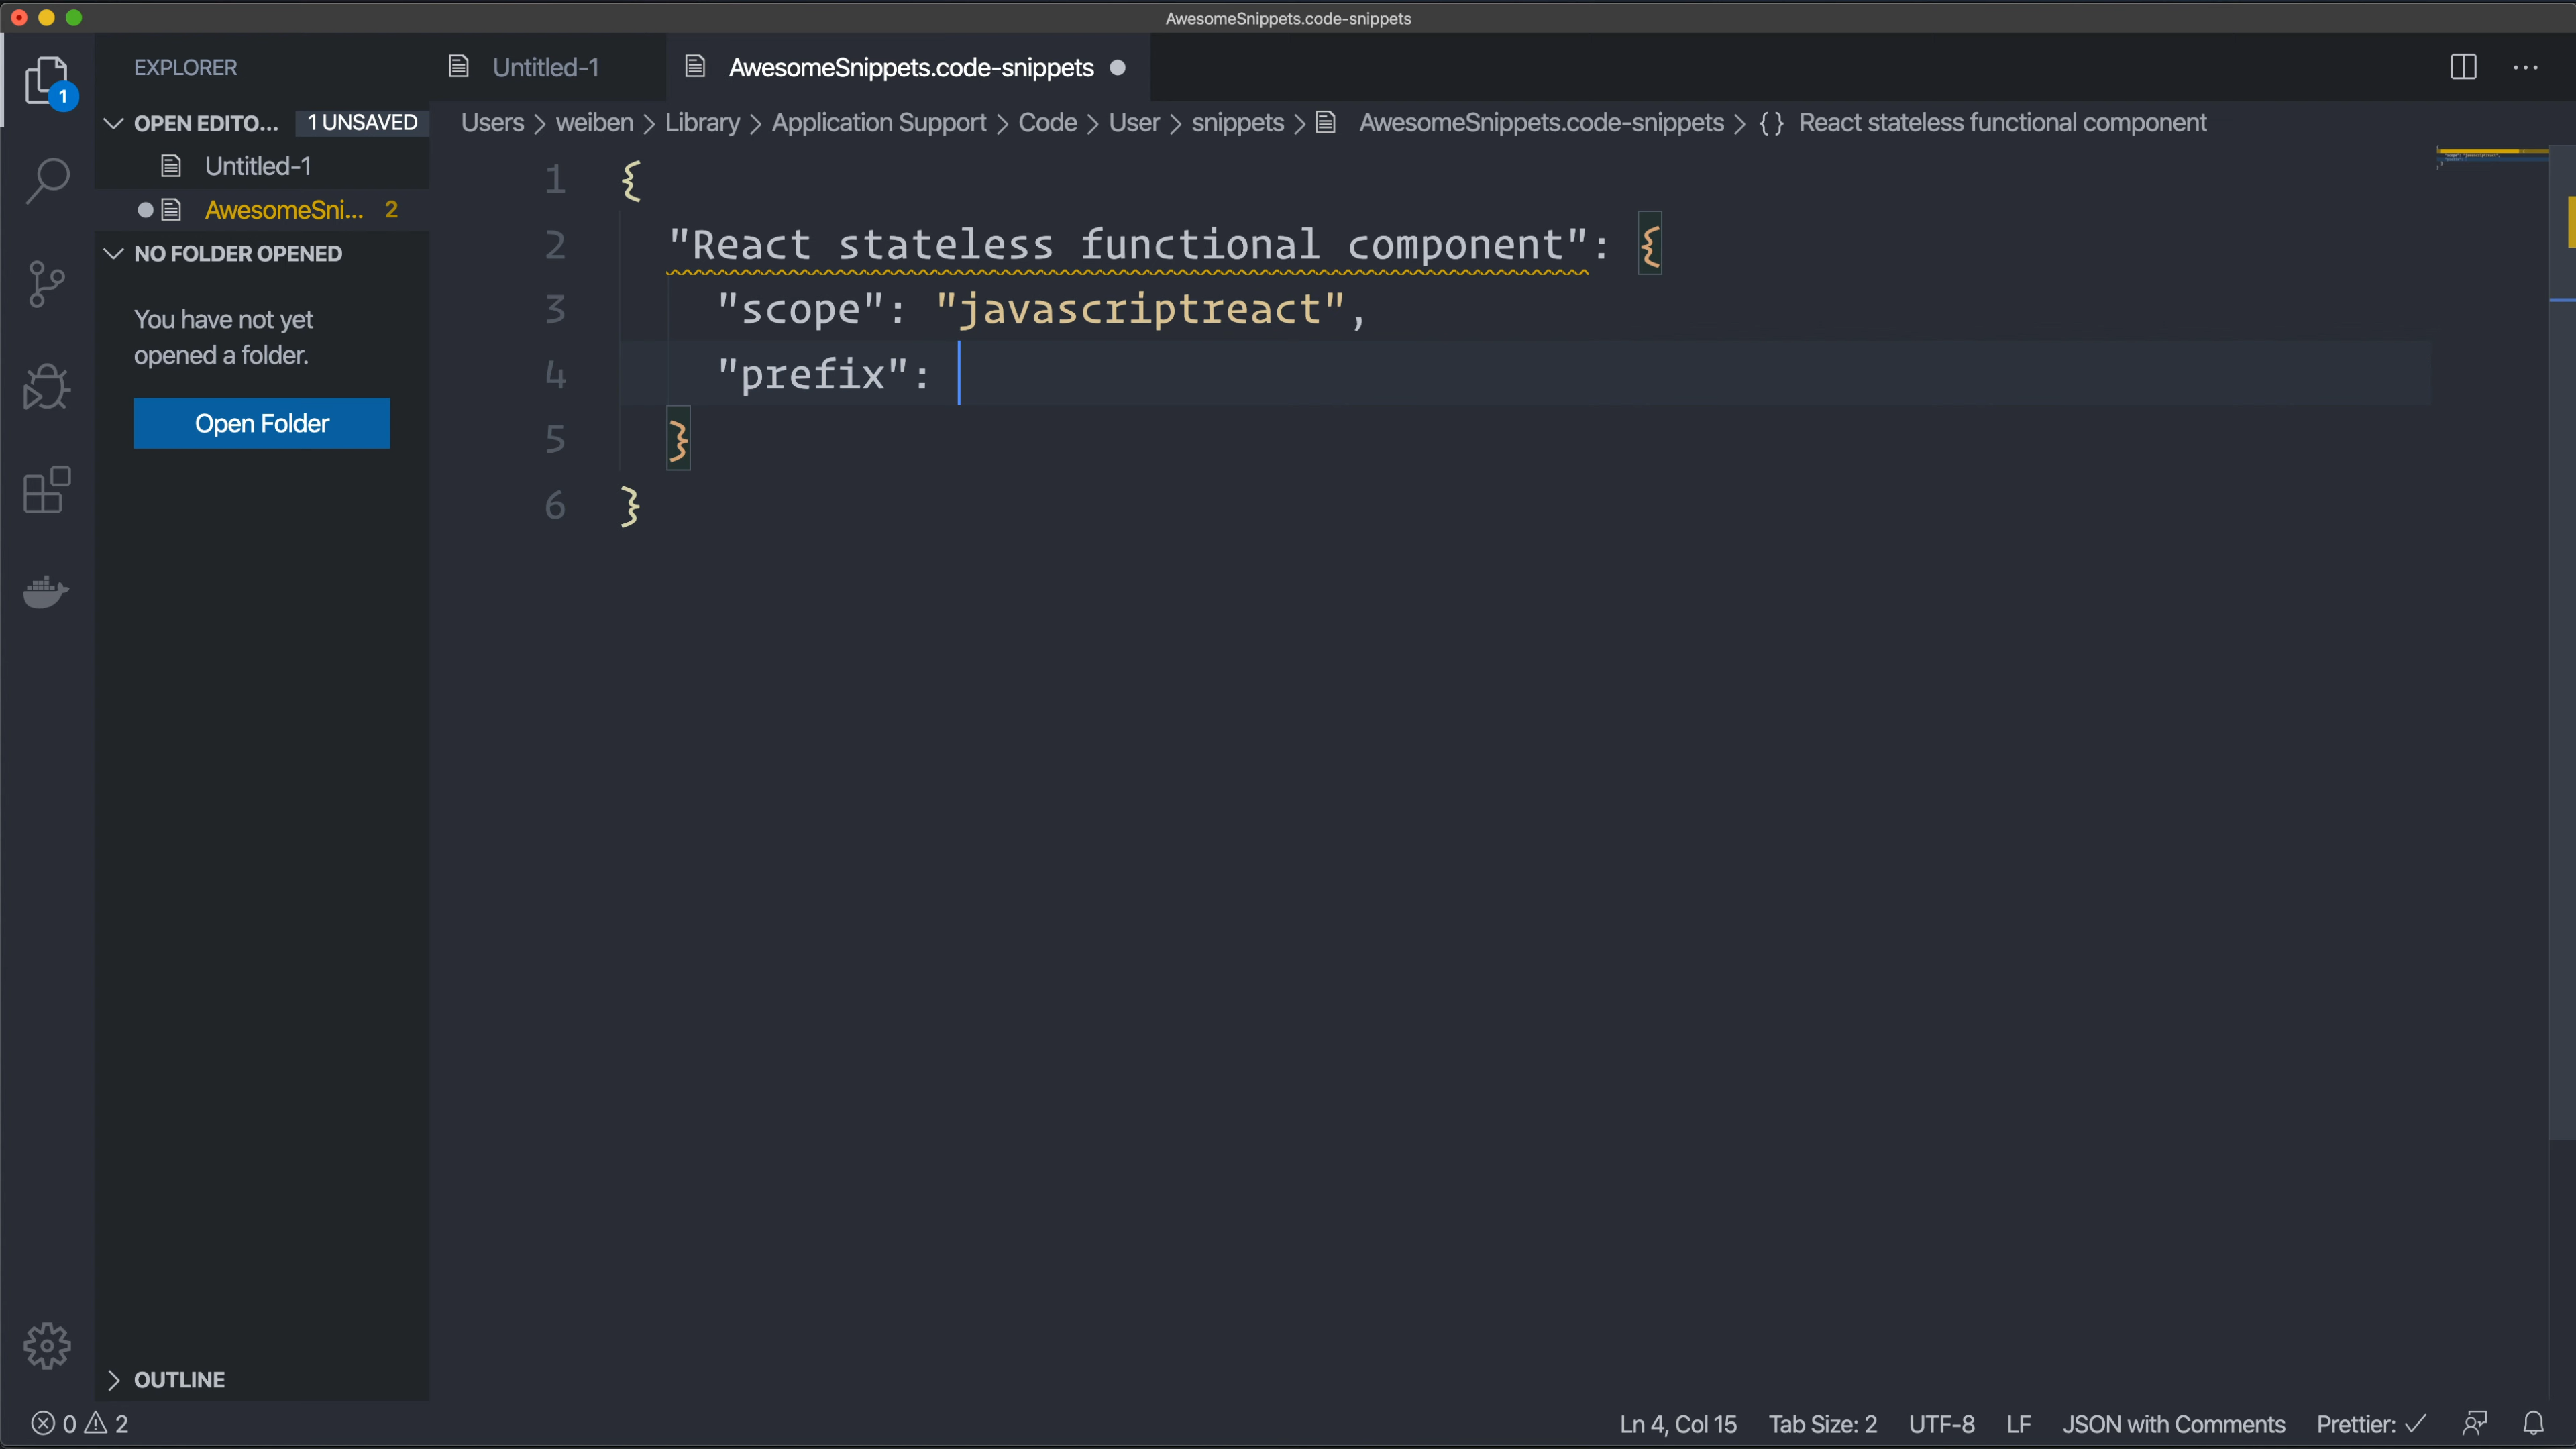 AwesomeSnippets.code-snippets
EXPLORER
Untitled-1
AwesomeSnippets.code-snippets
1
OPEN EDITO... 1 UNSAVED
Users > weiben > Library > Application Support > Code > User > snippets > AwesomeSnippets.code-snippets > {} React stateless functional component
Untitled-1
AwesomeSni... 2
NO FOLDER OPENED
You have not yet
opened a folder.
Open Folder
1 {
2 "React stateless functional component": {
3 "scope": "javascriptreact",
4 "prefix":
5 }
6 }
OUTLINE
0 2
Ln 4, Col 15 Tab Size: 2 UTF-8 LF JSON with Comments Prettier: ✓